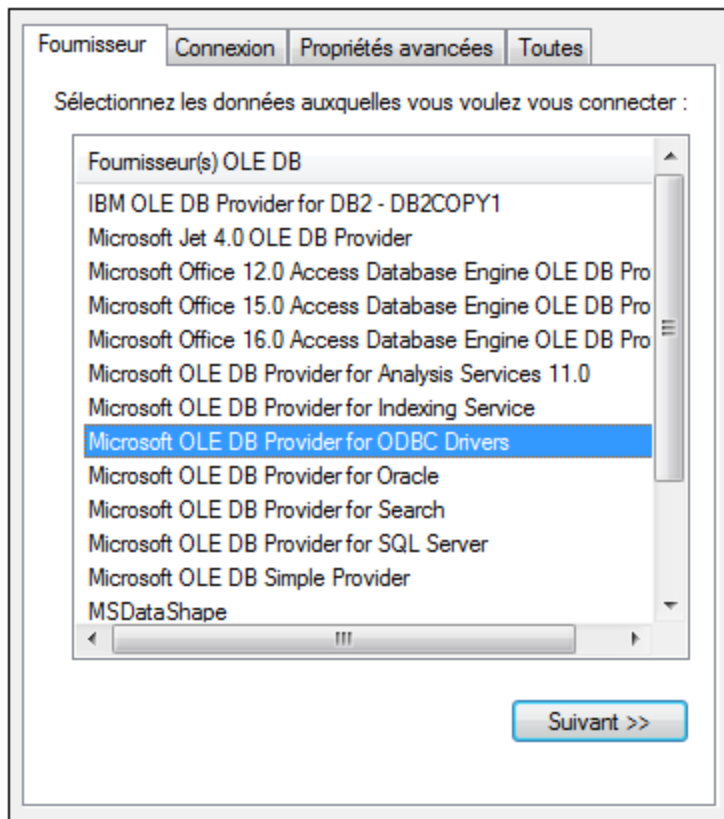 Fournisseur Connexion Propriétés avancées Toutes
Sélectionnez les données auxquelles vous voulez vous connecter :
Fournisseur(s) OLE DB
IBM OLE DB Provider for DB2 - DB2COPY1
Microsoft Jet 4.0 OLE DB Provider
Microsoft Office 12.0 Access Database Engine OLE DB Pro
Microsoft Office 15.0 Access Database Engine OLE DB Pro
Microsoft Office 16.0 Access Database Engine OLE DB Pro
Microsoft OLE DB Provider for Analysis Services 11.0
Microsoft OLE DB Provider for Indexing Service
Microsoft OLE DB Provider for ODBC Drivers
Microsoft OLE DB Provider for Oracle
Microsoft OLE DB Provider for Search
Microsoft OLE DB Provider for SQL Server
Microsoft OLE DB Simple Provider
MSDataShape
Suivant >>